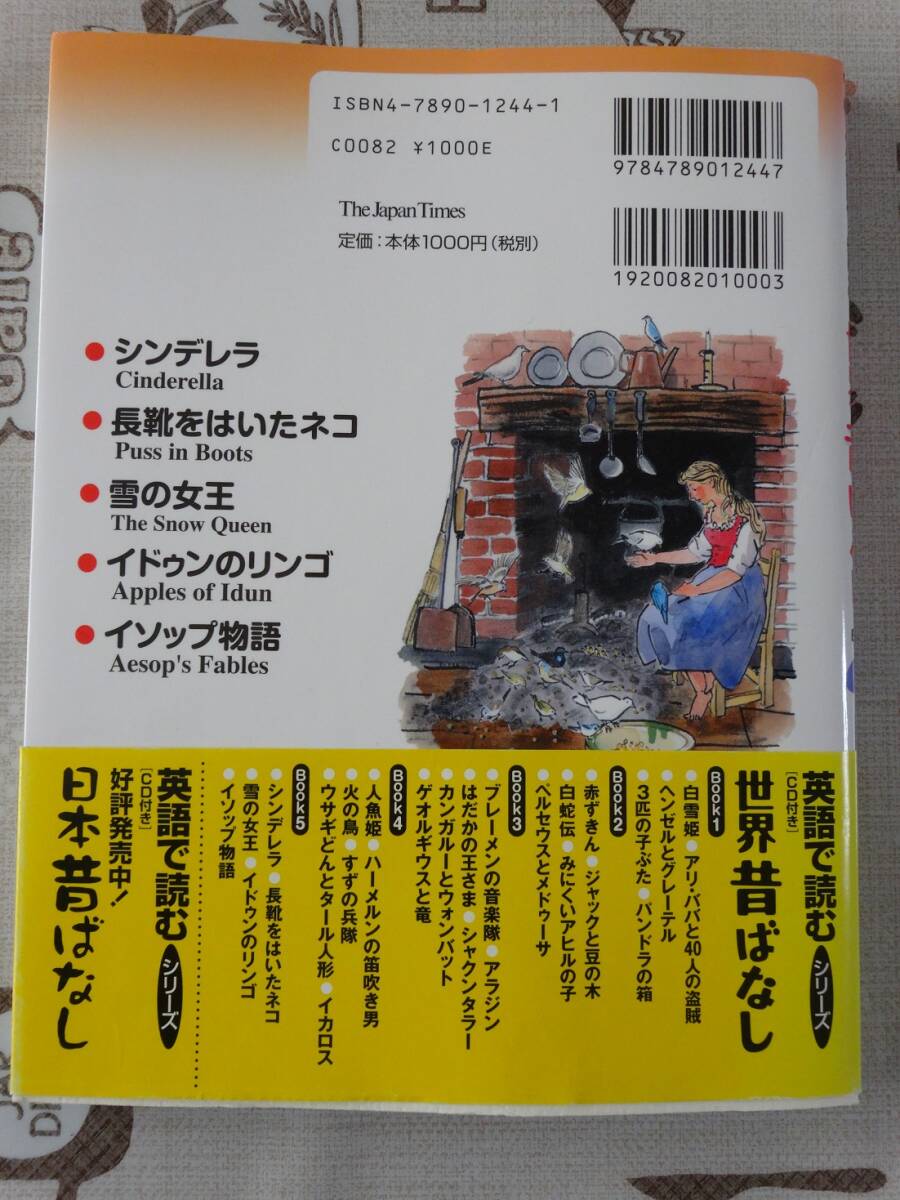 ISBN4-7890-1244-1
C0082 ¥1000E
9784789012447
The Japan Times
定価：本体1000円（税別）
1920082010003
●シンデレラ
Cinderella
●長靴をはいたネコ
Puss in Boots
●雪の女王
The Snow Queen
●イドゥンのリンゴ
Apples of Idun
●イソップ物語
Aesop's Fables
英語で読むシリーズ
［CD付き］
世界昔ばなし
Book1
●白雪姫●アリ・ババと40人の盗賊
●ヘンゼルとグレーテル
●3匹の子ぶた●パンドラの箱
Book2
●赤ずきん●ジャックと豆の木
●白蛇伝●みにくいアヒルの子
●ペルセウスとメドゥーサ
Book3
●ブレーメンの音楽隊●アラジン
●はだかの王さま●シャクンタラー
●カンガルーとウォンバット
●ゲオルギウスと竜
Book4
●人魚姫●ハーメルンの笛吹き男
●火の鳥●すずの兵隊
●ウサギどんとタール人形●イカロス
Book5
●シンデレラ●長靴をはいたネコ
●雪の女王●イドゥンのリンゴ
●イソップ物語
英語で読むシリーズ
［CD付き］
好評発売中！
日本昔ばなし